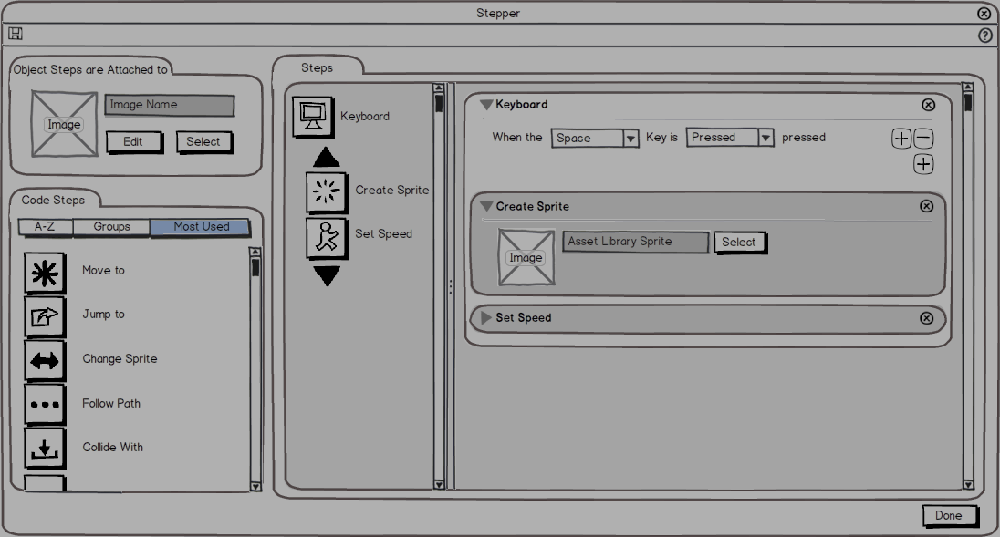 Stepper
Object Steps are Attached to
Image
Image Name
Edit
Select
Code Steps
A-Z
Groups
Most Used
Move to
Jump to
Change Sprite
Follow Path
Collide With
Steps
Keyboard
Create Sprite
Set Speed
Keyboard
When the Space Key is Pressed pressed
Create Sprite
Image
Asset Library Sprite
Select
Set Speed
Done